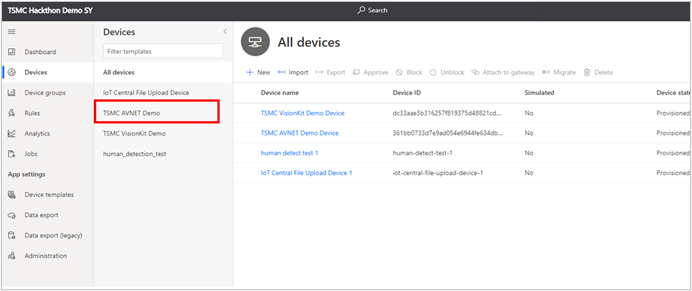 TSMC Hackthon Demo SY
Search
Dashboard
Devices
Device groups
Rules
Analytics
Jobs
App settings
Device templates
Data export
Data export (legacy)
Administration
Devices
Filter templates
All devices
IoT Central File Upload Device
TSMC AVNET Demo
TSMC VisionKit Demo
human_detection_test
All devices
New Import Export Approve Block Unblock Attach to gateway Migrate Delete
Device name Device ID Simulated Device stat
TSMC VisionKit Demo Device dc33aae3b316257f819375d48821cd... No Provisioned
TSMC AVNET Demo Device 361bb0733d7e9ad054e6944fe634db... No Provisioned
human detect test 1 human-detect-test-1 No Provisioned
IoT Central File Upload Device 1 iot-central-file-upload-device-1 No Provisioned